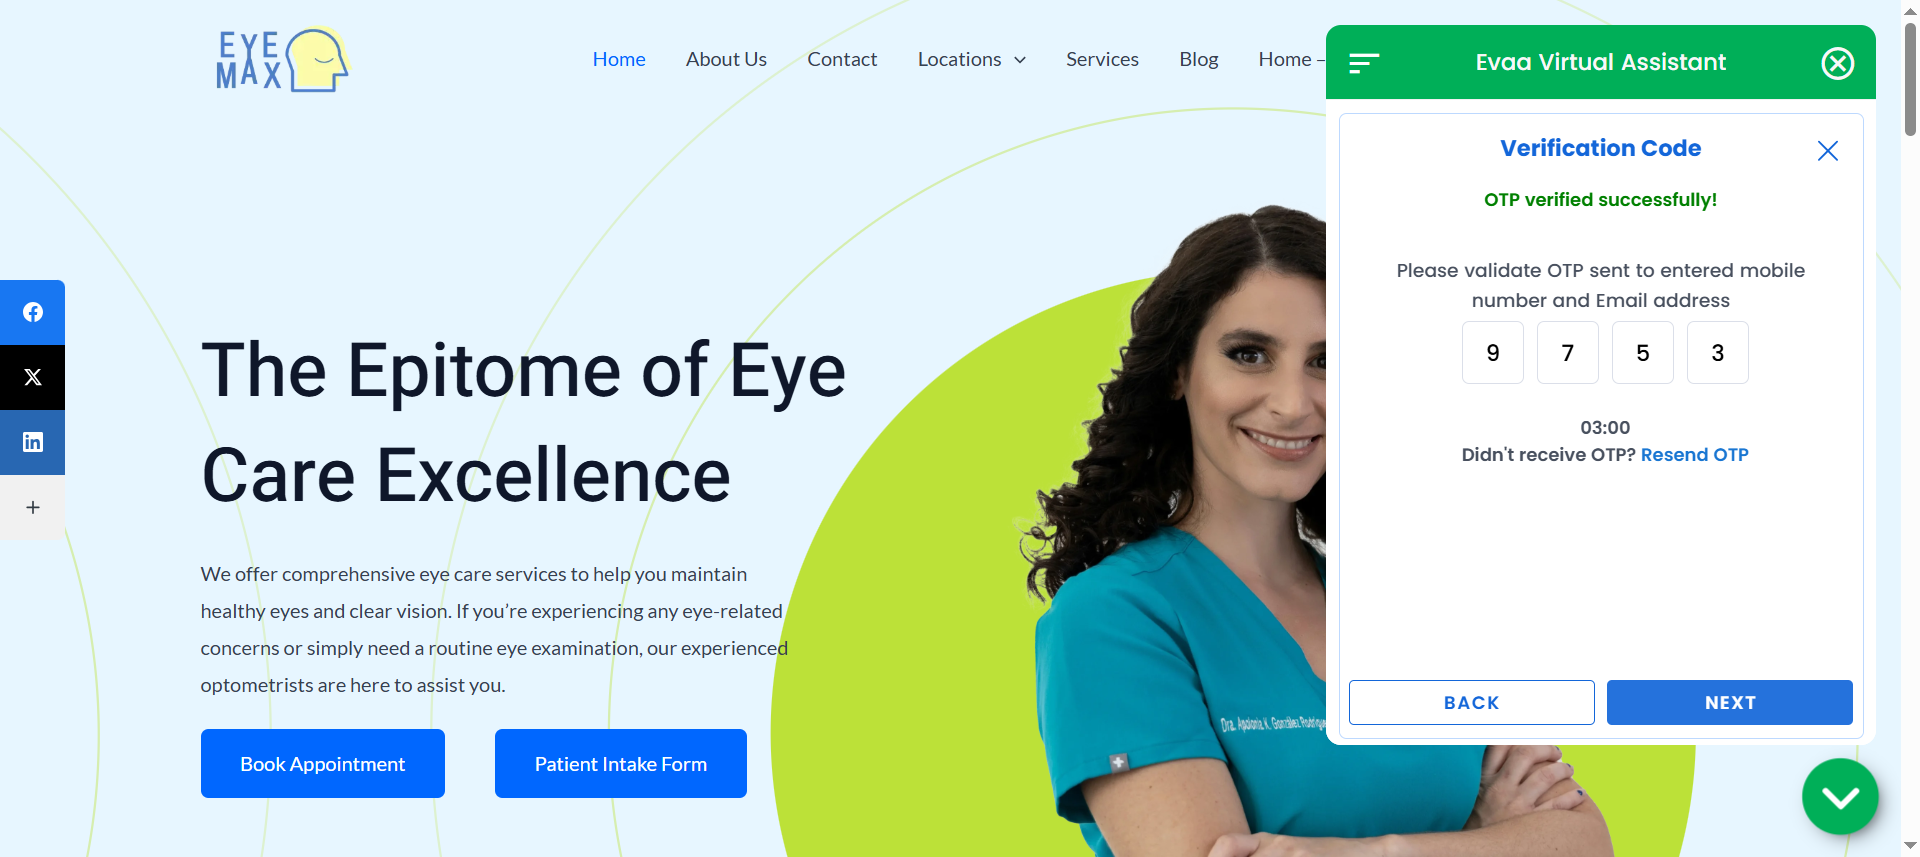 EYE
MAX
Home
About Us
Contact
Locations
Services
Blog
Home –
Evaa Virtual Assistant
Verification Code
OTP verified successfully!
Please validate OTP sent to entered mobile
number and Email address
9 7 5 3
03:00
Didn't receive OTP? Resend OTP
BACK
NEXT
The Epitome of Eye
Care Excellence
We offer comprehensive eye care services to help you maintain
healthy eyes and clear vision. If you’re experiencing any eye-related
concerns or simply need a routine eye examination, our experienced
optometrists are here to assist you.
Book Appointment
Patient Intake Form
Dra. Apolonia K. González Rodrígue